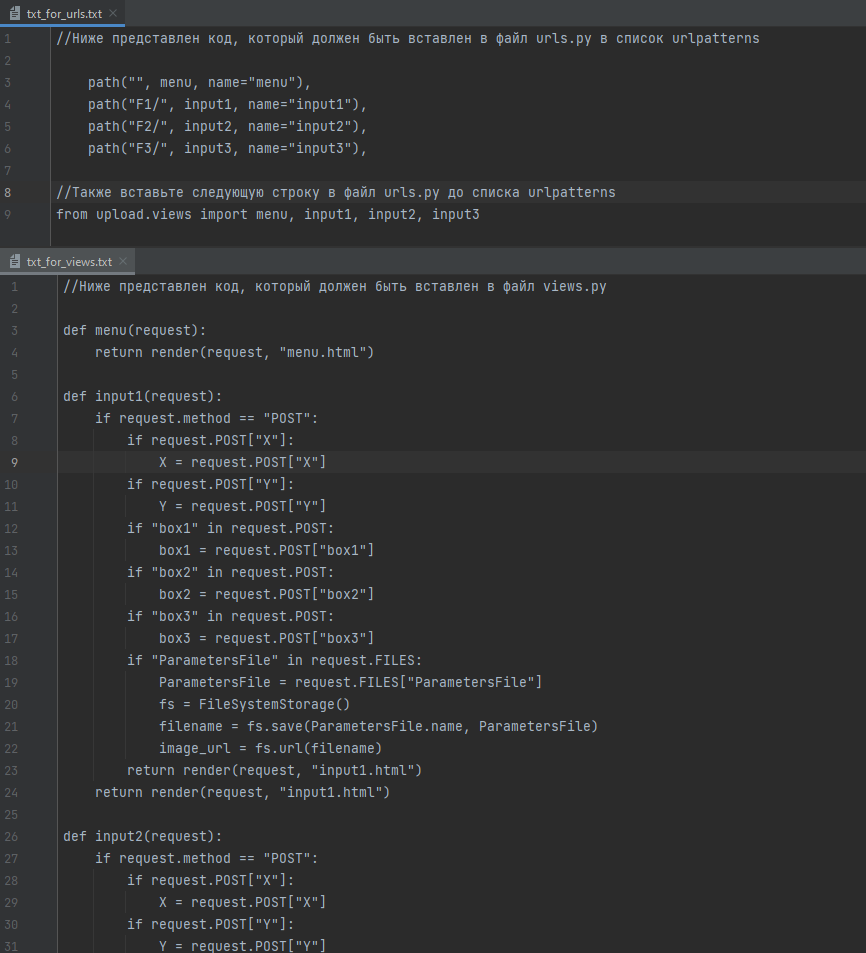 txt_for_urls.txt
1 //Ниже представлен код, который должен быть вставлен в файл urls.py в список urlpatterns
2
3     path("", menu, name="menu"),
4     path("F1/", input1, name="input1"),
5     path("F2/", input2, name="input2"),
6     path("F3/", input3, name="input3"),
7
8 //Также вставьте следующую строку в файл urls.py до списка urlpatterns
9 from upload.views import menu, input1, input2, input3
txt_for_views.txt
1 //Ниже представлен код, который должен быть вставлен в файл views.py
2
3 def menu(request):
4     return render(request, "menu.html")
5
6 def input1(request):
7     if request.method == "POST":
8         if request.POST["X"]:
9             X = request.POST["X"]
10         if request.POST["Y"]:
11             Y = request.POST["Y"]
12         if "box1" in request.POST:
13             box1 = request.POST["box1"]
14         if "box2" in request.POST:
15             box2 = request.POST["box2"]
16         if "box3" in request.POST:
17             box3 = request.POST["box3"]
18         if "ParametersFile" in request.FILES:
19             ParametersFile = request.FILES["ParametersFile"]
20             fs = FileSystemStorage()
21             filename = fs.save(ParametersFile.name, ParametersFile)
22             image_url = fs.url(filename)
23         return render(request, "input1.html")
24     return render(request, "input1.html")
25
26 def input2(request):
27     if request.method == "POST":
28         if request.POST["X"]:
29             X = request.POST["X"]
30         if request.POST["Y"]:
31             Y = request.POST["Y"]